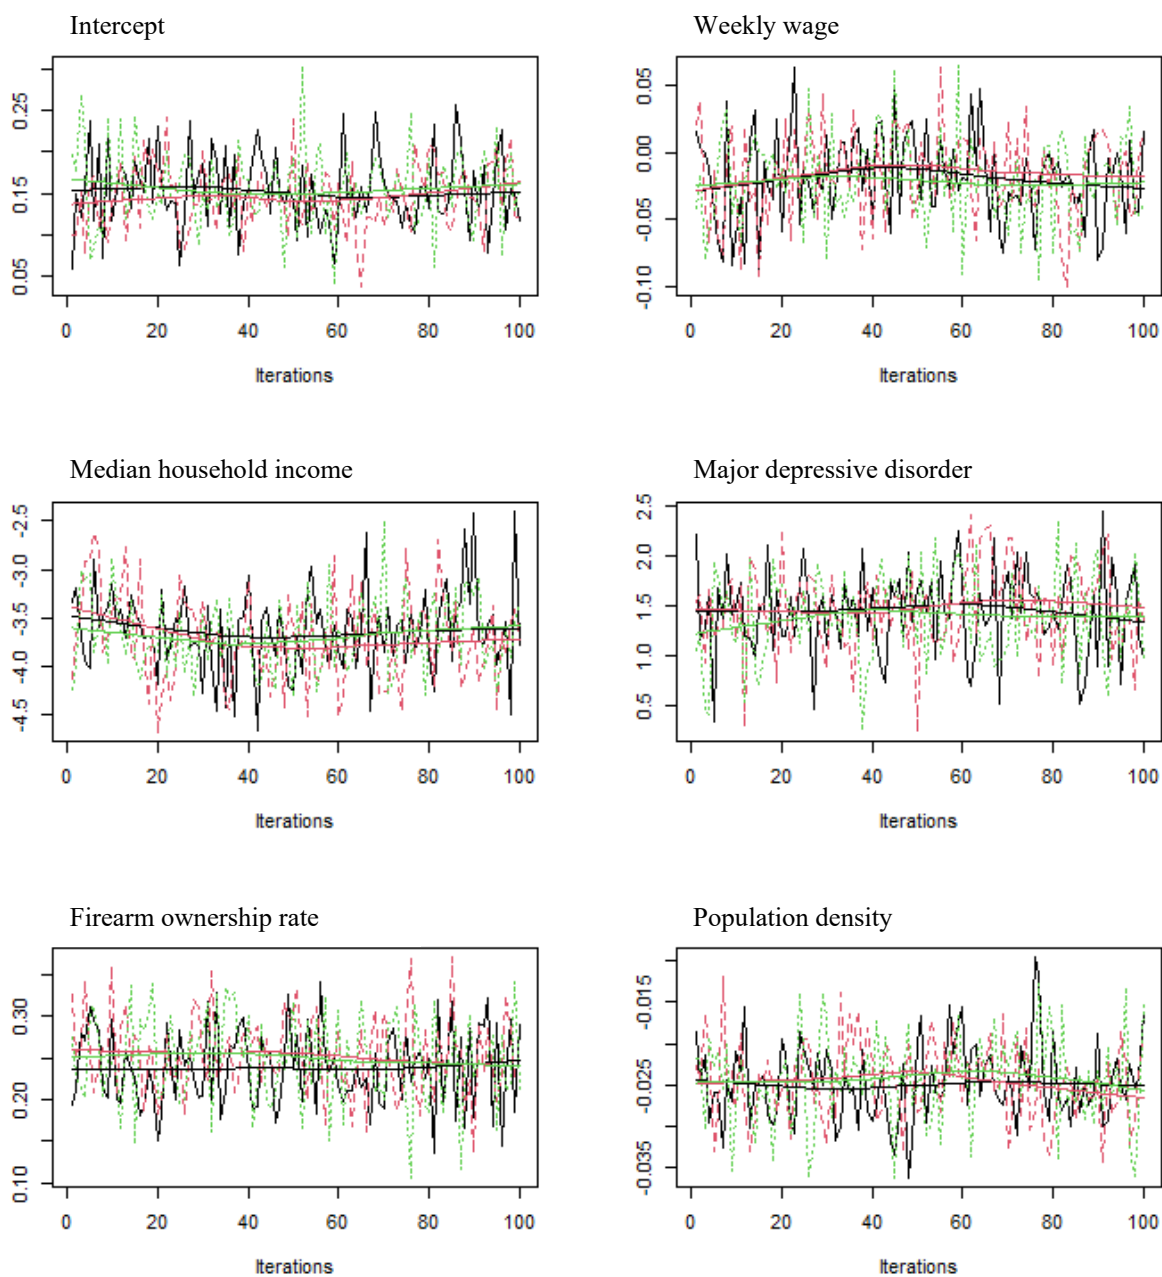 Intercept
0.25
0.15
0.05
0 20 40 60 80 100
Iterations
Weekly wage
0.05
0.00
-0.05
-0.10
0 20 40 60 80 100
Iterations
Median household income
-2.5
-3.0
-3.5
-4.0
-4.5
0 20 40 60 80 100
Iterations
Major depressive disorder
2.5
2.0
1.5
1.0
0.5
0 20 40 60 80 100
Iterations
Firearm ownership rate
0.30
0.20
0.10
0 20 40 60 80 100
Iterations
Population density
-0.015
-0.025
-0.035
0 20 40 60 80 100
Iterations